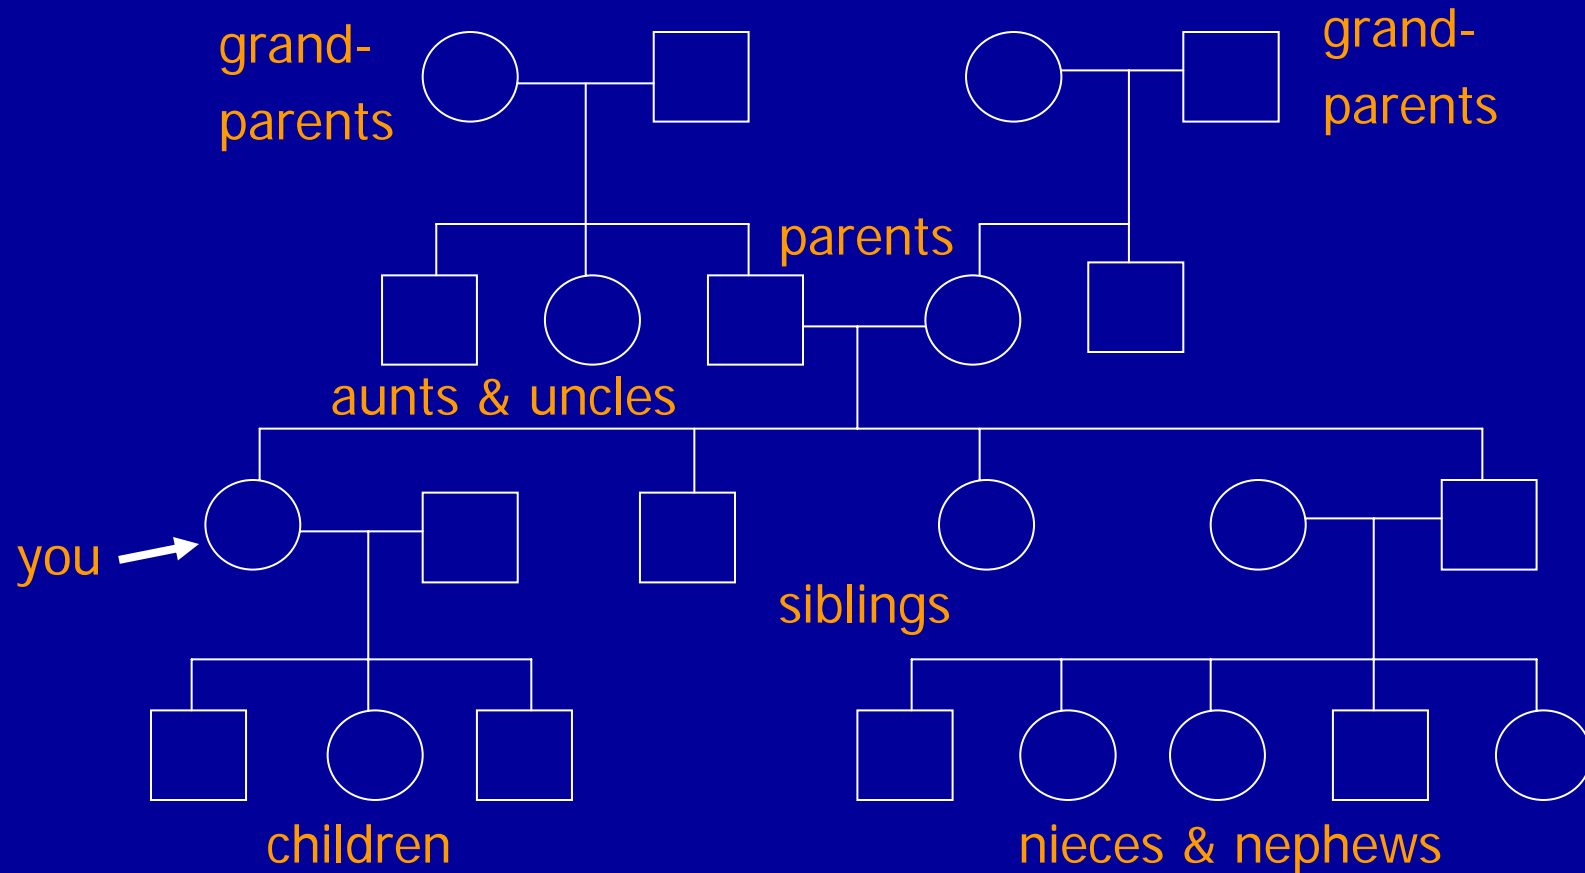 grand-
parents
grand-
parents
parents
aunts & uncles
you
siblings
children
nieces & nephews